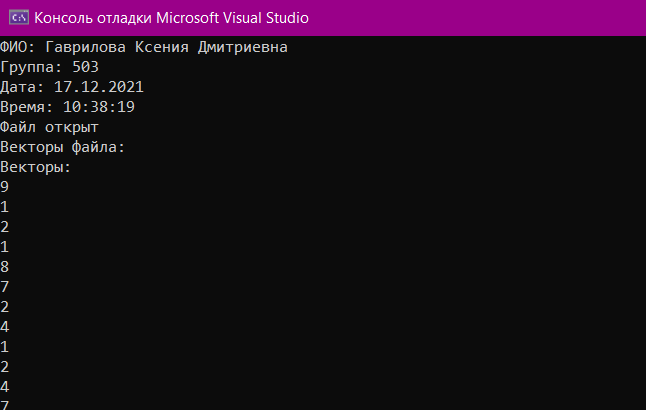 Консоль отладки Microsoft Visual Studio
ФИО: Гаврилова Ксения Дмитриевна
Группа: 503
Дата: 17.12.2021
Время: 10:38:19
Файл открыт
Векторы файла:
Векторы:
9
1
2
1
8
7
2
4
1
2
4
7